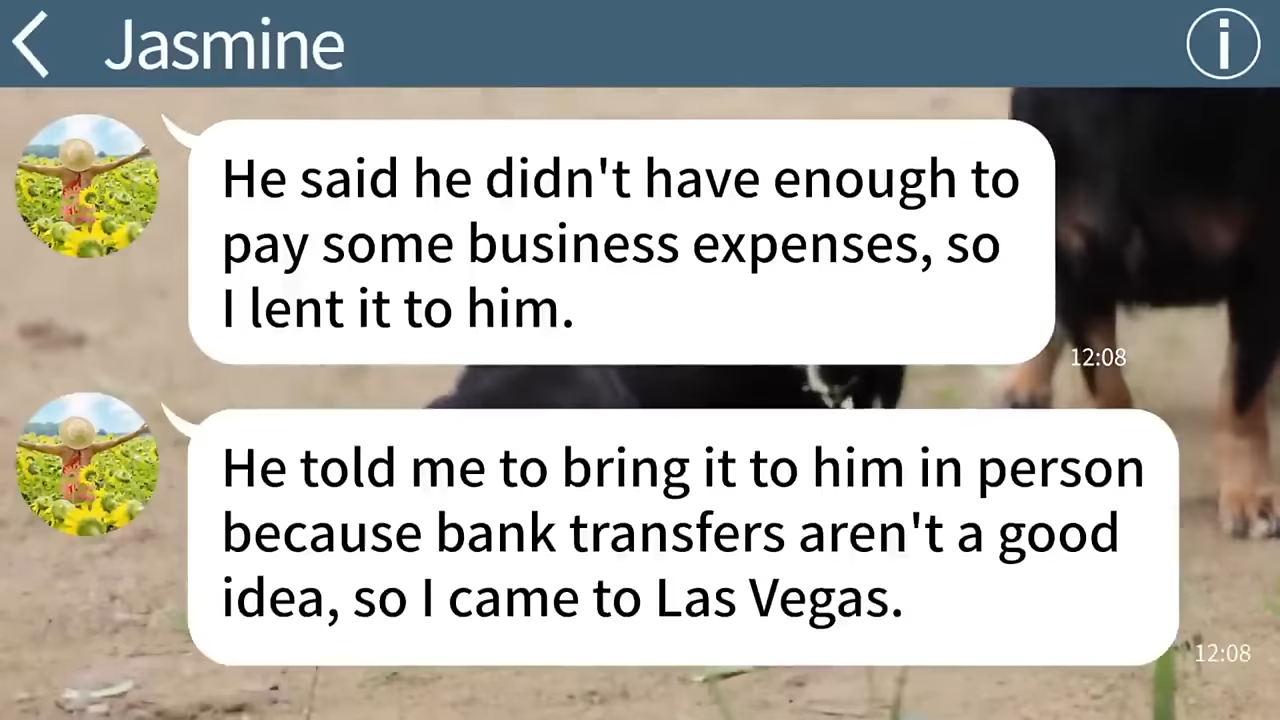 Jasmine
He said he didn't have enough to
pay some business expenses, so
I lent it to him.
12:08
He told me to bring it to him in person
because bank transfers aren't a good
idea, so I came to Las Vegas.
12:08